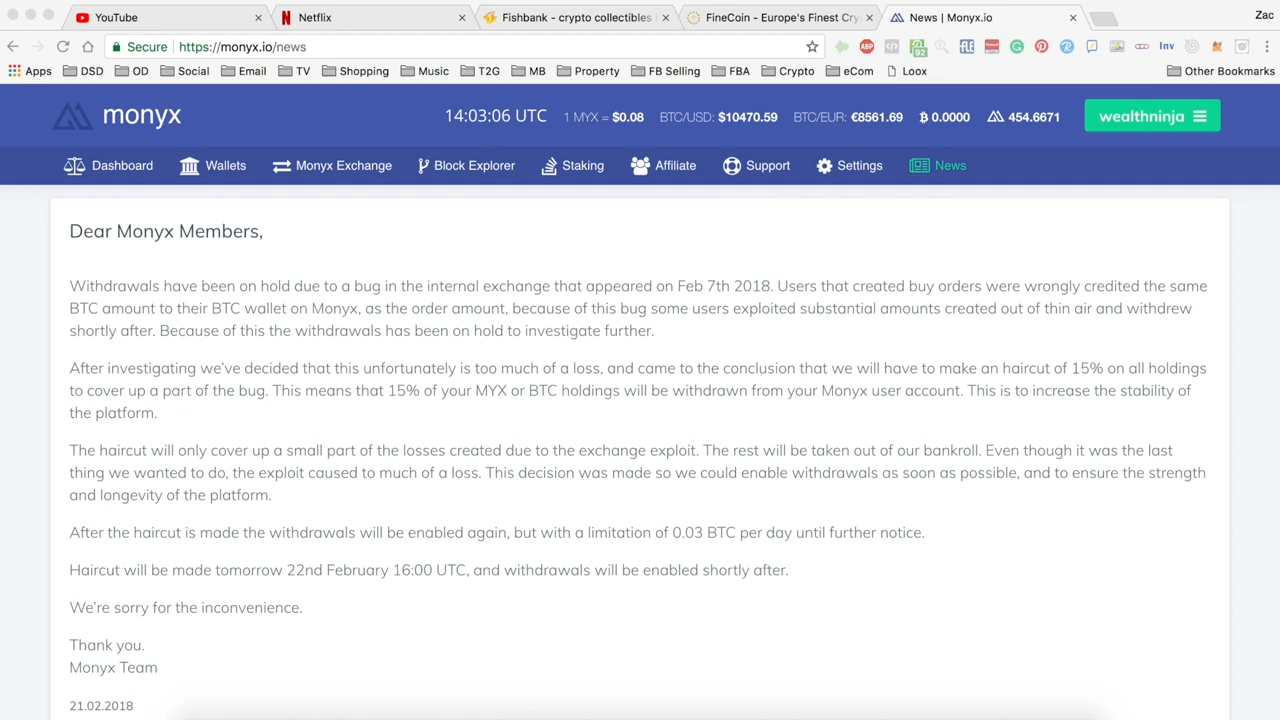 YouTube
Netflix
Fishbank - crypto collectibles
FineCoin - Europe's Finest Cry
News | Monyx.io
Zac
Secure https://monyx.io/news
Apps DSD OD Social Email TV Shopping Music T2G MB Property FB Selling FBA Crypto eCom Loox Other Bookmarks
monyx 14:03:06 UTC 1 MYX = $0.08 BTC/USD: $10470.59 BTC/EUR: €8561.69 ฿ 0.0000 454.6671 wealthninja
Dashboard Wallets Monyx Exchange Block Explorer Staking Affiliate Support Settings News
Dear Monyx Members,
Withdrawals have been on hold due to a bug in the internal exchange that appeared on Feb 7th 2018. Users that created buy orders were wrongly credited the same
BTC amount to their BTC wallet on Monyx, as the order amount, because of this bug some users exploited substantial amounts created out of thin air and withdrew
shortly after. Because of this the withdrawals has been on hold to investigate further.
After investigating we've decided that this unfortunately is too much of a loss, and came to the conclusion that we will have to make an haircut of 15% on all holdings
to cover up a part of the bug. This means that 15% of your MYX or BTC holdings will be withdrawn from your Monyx user account. This is to increase the stability of
the platform.
The haircut will only cover up a small part of the losses created due to the exchange exploit. The rest will be taken out of our bankroll. Even though it was the last
thing we wanted to do, the exploit caused to much of a loss. This decision was made so we could enable withdrawals as soon as possible, and to ensure the strength
and longevity of the platform.
After the haircut is made the withdrawals will be enabled again, but with a limitation of 0.03 BTC per day until further notice.
Haircut will be made tomorrow 22nd February 16:00 UTC, and withdrawals will be enabled shortly after.
We're sorry for the inconvenience.
Thank you.
Monyx Team
21.02.2018